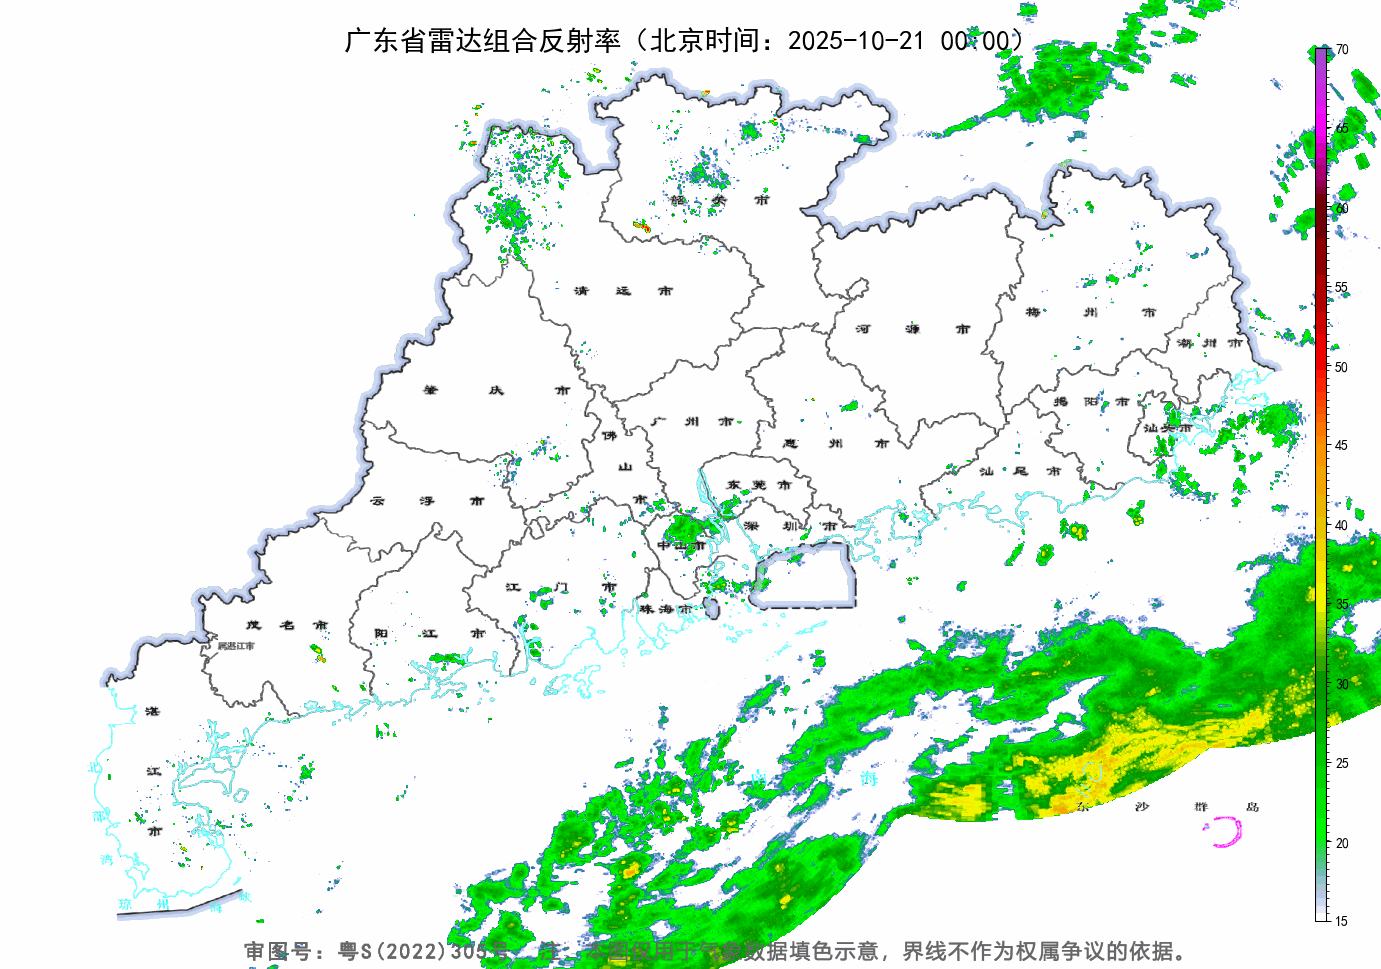 广东省雷达组合反射率（北京时间：2025-10-21 00:00）
70
65
60
55
50
45
40
35
30
25
20
15
韶 关 市
清 远 市
河 源 市
梅 州 市
潮 州 市
肇 庆 市
广 州 市
佛 山 市
惠 州 市
揭 阳 市
汕 头 市
汕 尾 市
云 浮 市
东 莞 市
深 圳 市
中 山 市
江 门 市
珠 海 市
茂 名 市
属湛江市
阳 江 市
湛 江 市
北 部 湾
琼 州 海 峡
海
东 沙 群 岛
审图号：粤S(2022)305号 注：本图仅用于气象数据填色示意，界线不作为权属争议的依据。